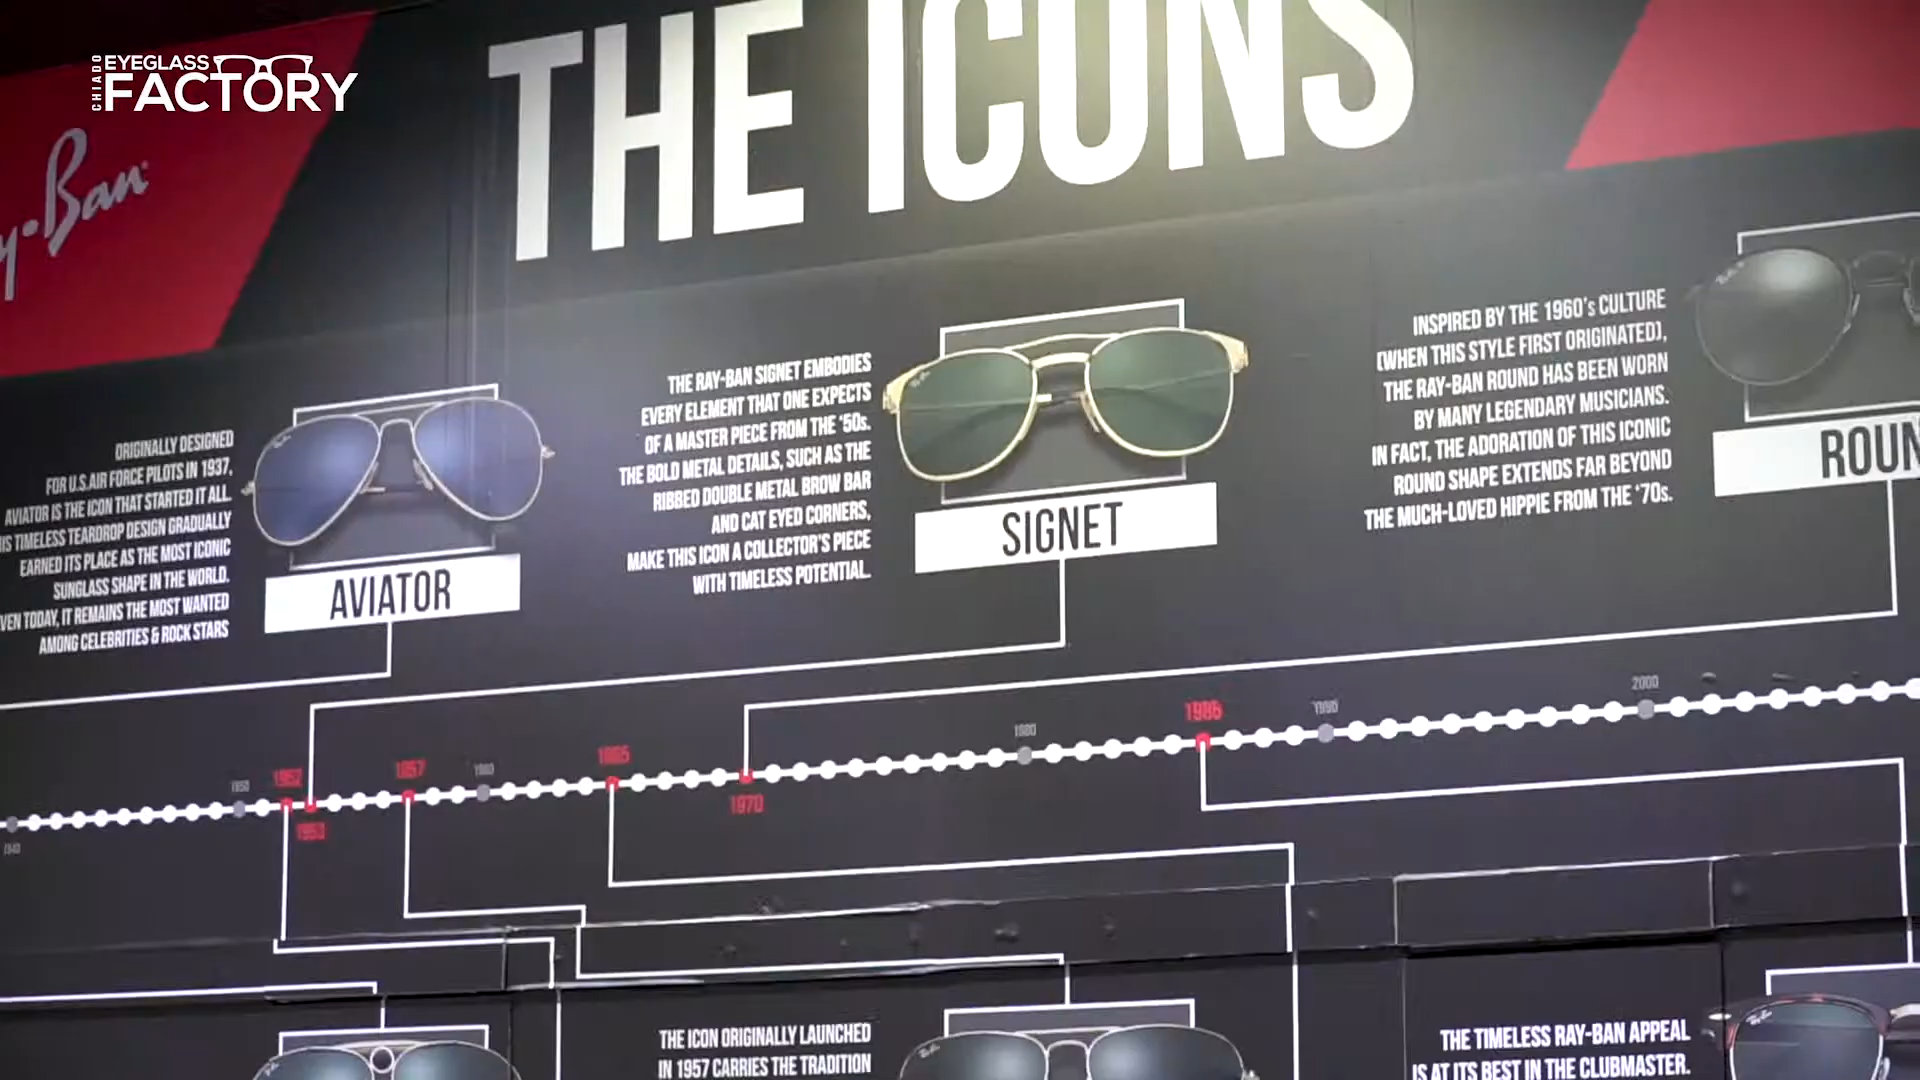 CHIADO
EYEGLASS
FACTORY
THE ICONS
y-Ban
ORIGINALLY DESIGNED
FOR U.S. AIR FORCE PILOTS IN 1937,
AVIATOR IS THE ICON THAT STARTED IT ALL.
IS TIMELESS TEARDROP DESIGN GRADUALLY
EARNED ITS PLACE AS THE MOST ICONIC
SUNGLASS SHAPE IN THE WORLD.
VEN TODAY, IT REMAINS THE MOST WANTED
AMONG CELEBRITIES & ROCK STARS
AVIATOR
THE RAY-BAN SIGNET EMBODIES
EVERY ELEMENT THAT ONE EXPECTS
OF A MASTER PIECE FROM THE '50s.
THE BOLD METAL DETAILS, SUCH AS THE
RIBBED DOUBLE METAL BROW BAR
AND CAT EYED CORNERS,
MAKE THIS ICON A COLLECTOR'S PIECE
WITH TIMELESS POTENTIAL.
SIGNET
INSPIRED BY THE 1960's CULTURE
(WHEN THIS STYLE FIRST ORIGINATED),
THE RAY-BAN ROUND HAS BEEN WORN
BY MANY LEGENDARY MUSICIANS.
IN FACT, THE ADORATION OF THIS ICONIC
ROUND SHAPE EXTENDS FAR BEYOND
THE MUCH-LOVED HIPPIE FROM THE '70s.
ROUN
1940
1950
1952
1953
1957
1960
1965
1970
1980
1986
1990
2000
THE ICON ORIGINALLY LAUNCHED
IN 1957 CARRIES THE TRADITION
THE TIMELESS RAY-BAN APPEAL
IS AT ITS BEST IN THE CLUBMASTER.